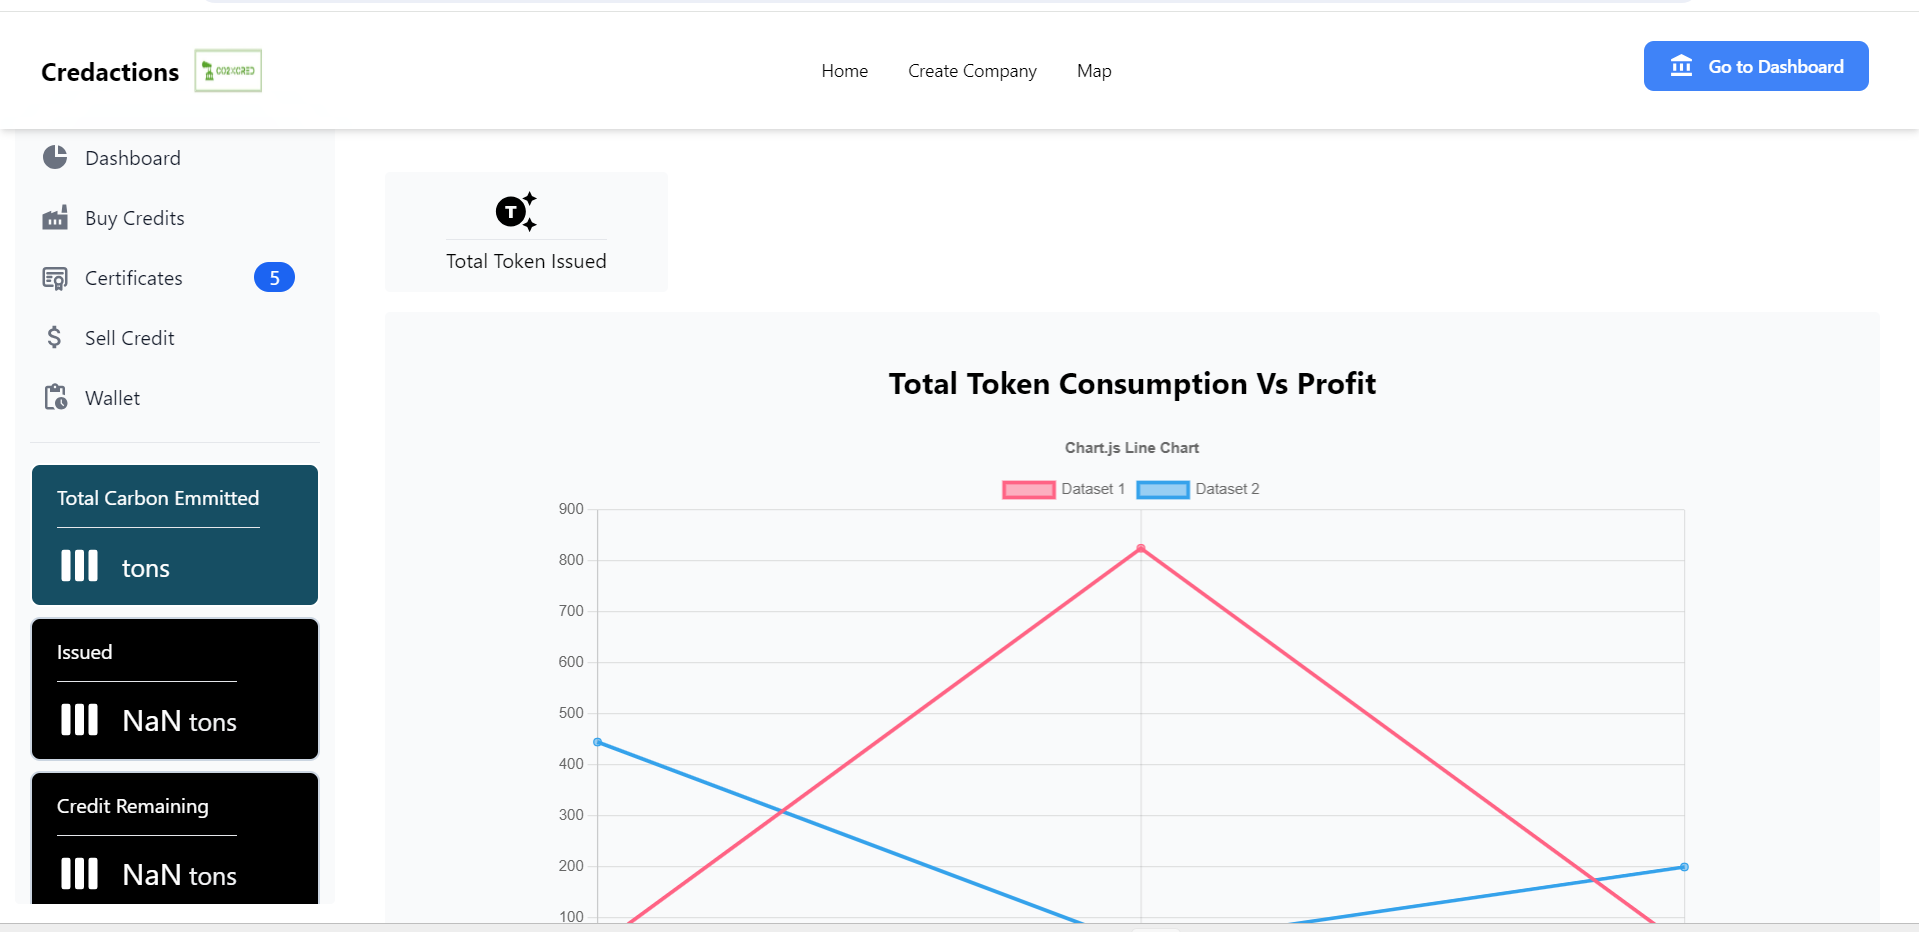 Credactions
CO2XCRED
Home Create Company Map
Go to Dashboard
Dashboard
Buy Credits
Certificates 5
Sell Credit
Wallet
Total Carbon Emmitted
tons
Issued
NaN tons
Credit Remaining
NaN tons
T
Total Token Issued
Total Token Consumption Vs Profit
Chart.js Line Chart
Dataset 1 Dataset 2
900
800
700
600
500
400
300
200
100